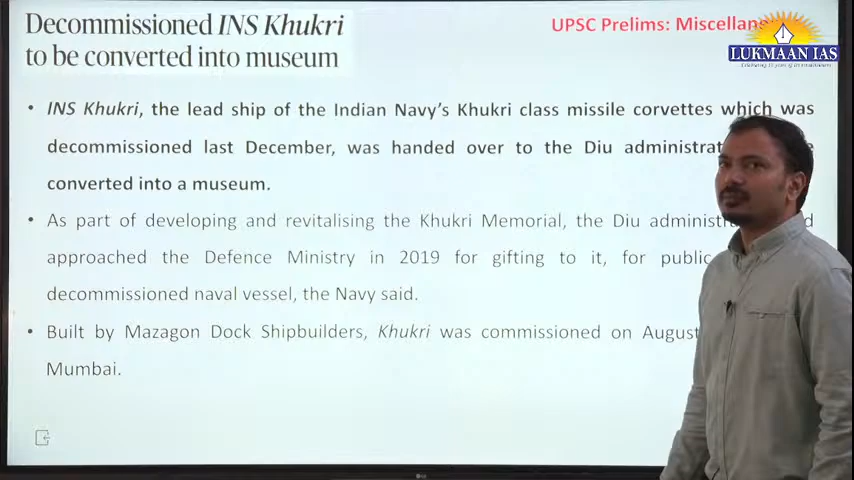 Decommissioned INS Khukri
to be converted into museum
UPSC Prelims: Miscellan
LUKMAAN IAS
• INS Khukri, the lead ship of the Indian Navy's Khukri class missile corvettes which was
decommissioned last December, was handed over to the Diu administrat
converted into a museum.
• As part of developing and revitalising the Khukri Memorial, the Diu administ
approached the Defence Ministry in 2019 for gifting to it, for public
decommissioned naval vessel, the Navy said.
• Built by Mazagon Dock Shipbuilders, Khukri was commissioned on August
Mumbai.